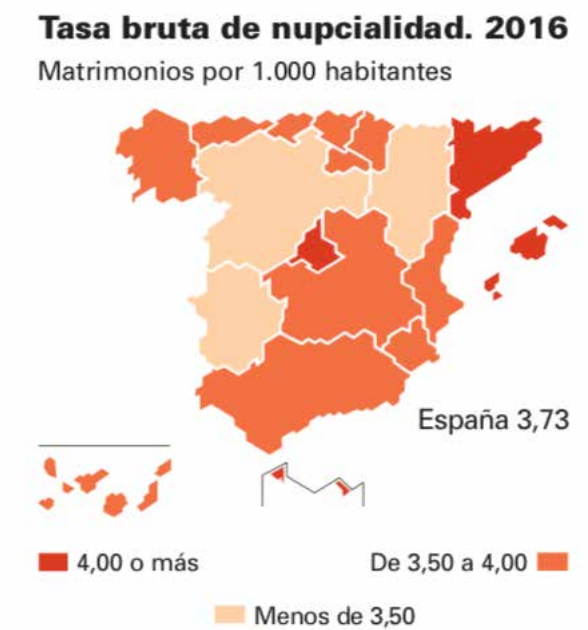 Tasa bruta de nupcialidad. 2016
Matrimonios por 1.000 habitantes
España 3,73
4,00 o más
De 3,50 a 4,00
Menos de 3,50